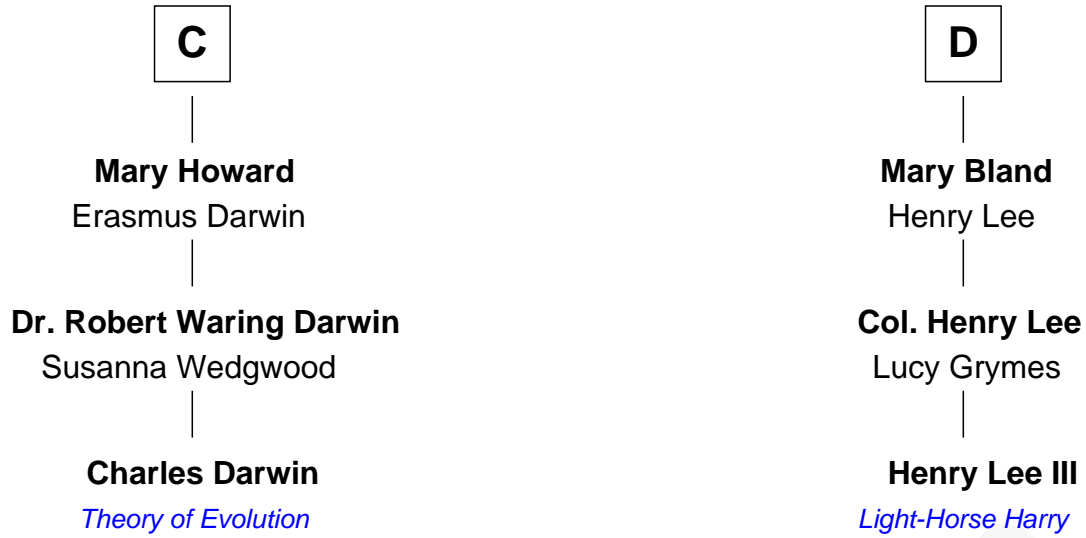 C
Mary Howard
Erasmus Darwin
Dr. Robert Waring Darwin
Susanna Wedgwood
Charles Darwin
Theory of Evolution
D
Mary Bland
Henry Lee
Col. Henry Lee
Lucy Grymes
Henry Lee III
Light-Horse Harry